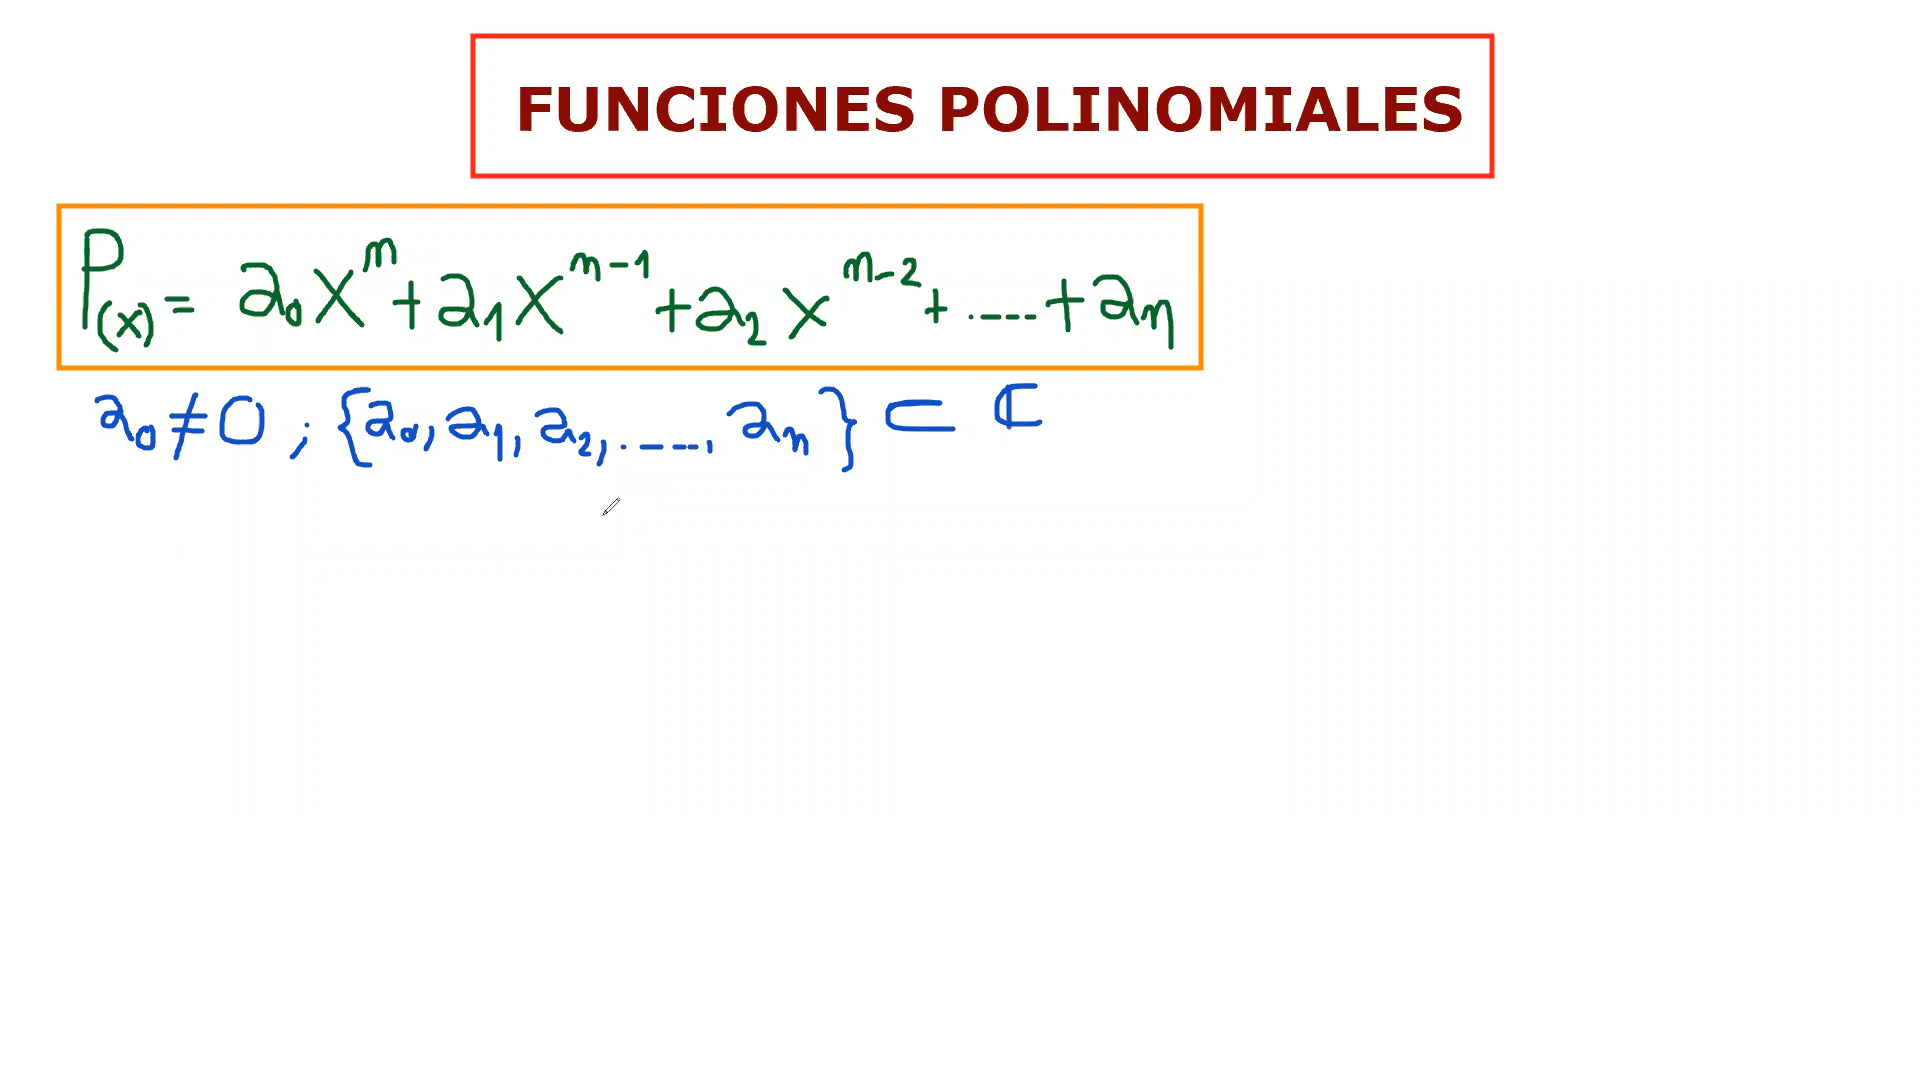 FUNCIONES POLINOMIALES
P(x) = a₀xⁿ + a₁xⁿ⁻¹ + a₂xⁿ⁻² + ..... + aₙ
a₀ ≠ 0 ; {a₀, a₁, a₂, ....., aₙ} ⊂ ℂ